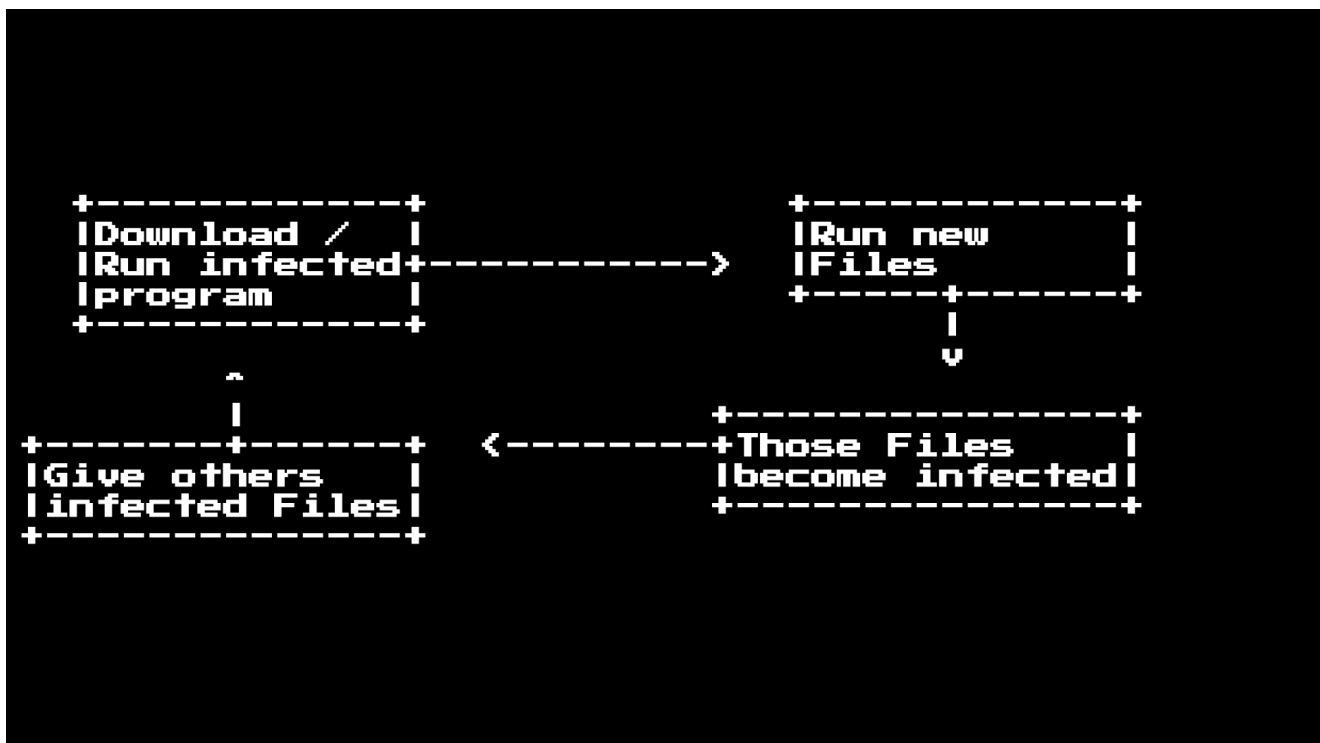 Download /
Run infected
program
Run new
Files
Those Files
become infected
Give others
infected Files